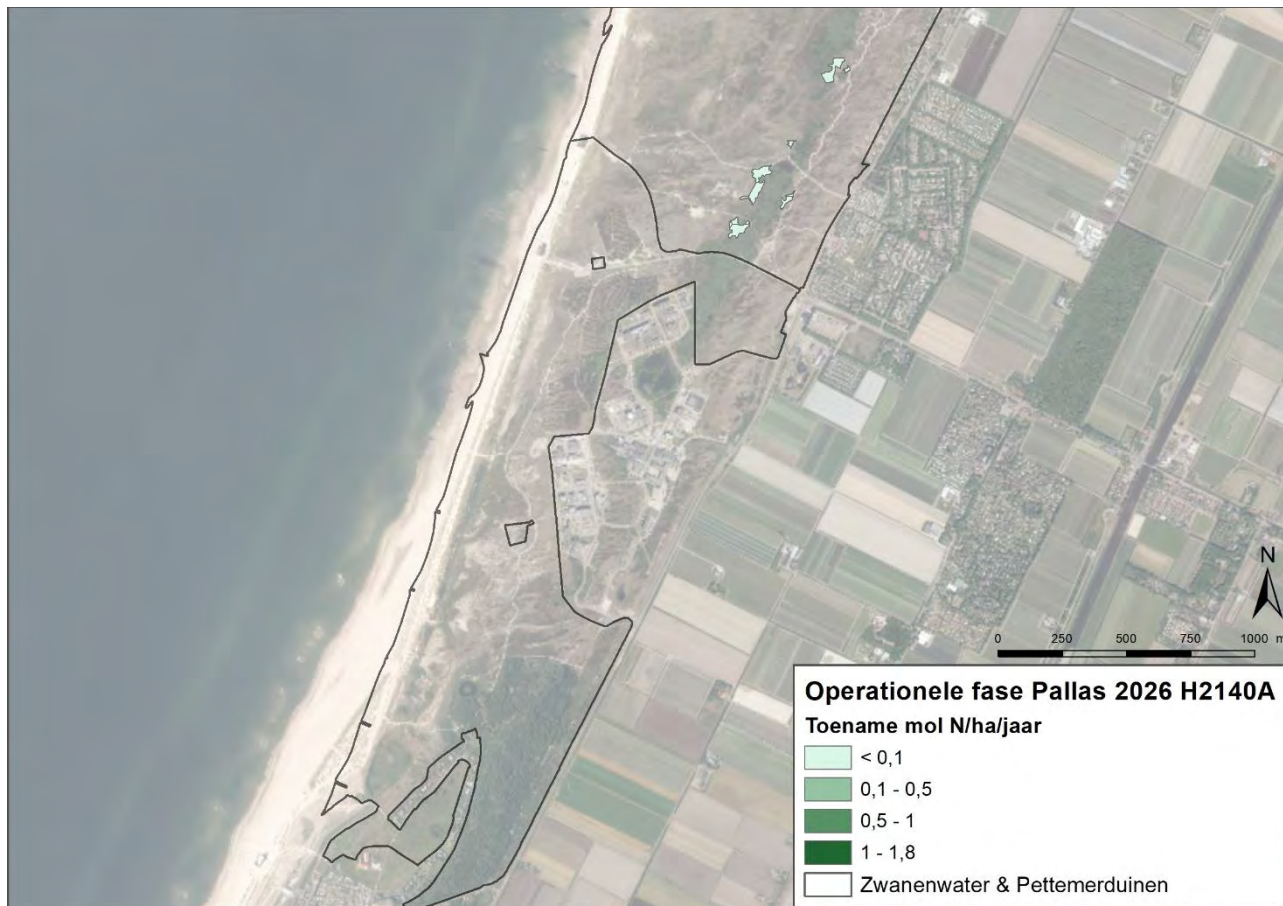 N
0 250 500 750 1000 m
Operationele fase Pallas 2026 H2140A
Toename mol N/ha/jaar
< 0,1
0,1 - 0,5
0,5 - 1
1 - 1,8
Zwanenwater & Pettemerduinen